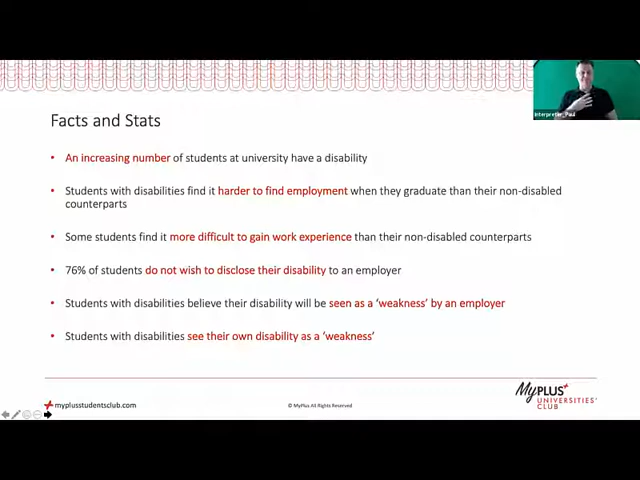 Interpretter, Paul
Facts and Stats
• An increasing number of students at university have a disability
• Students with disabilities find it harder to find employment when they graduate than their non-disabled
counterparts
• Some students find it more difficult to gain work experience than their non-disabled counterparts
• 76% of students do not wish to disclose their disability to an employer
• Students with disabilities believe their disability will be seen as a ‘weakness’ by an employer
• Students with disabilities see their own disability as a ‘weakness’
myplusstudentsclub.com
© MyPlus All Rights Reserved
MyPLUS
UNIVERSITIES'
CLUB